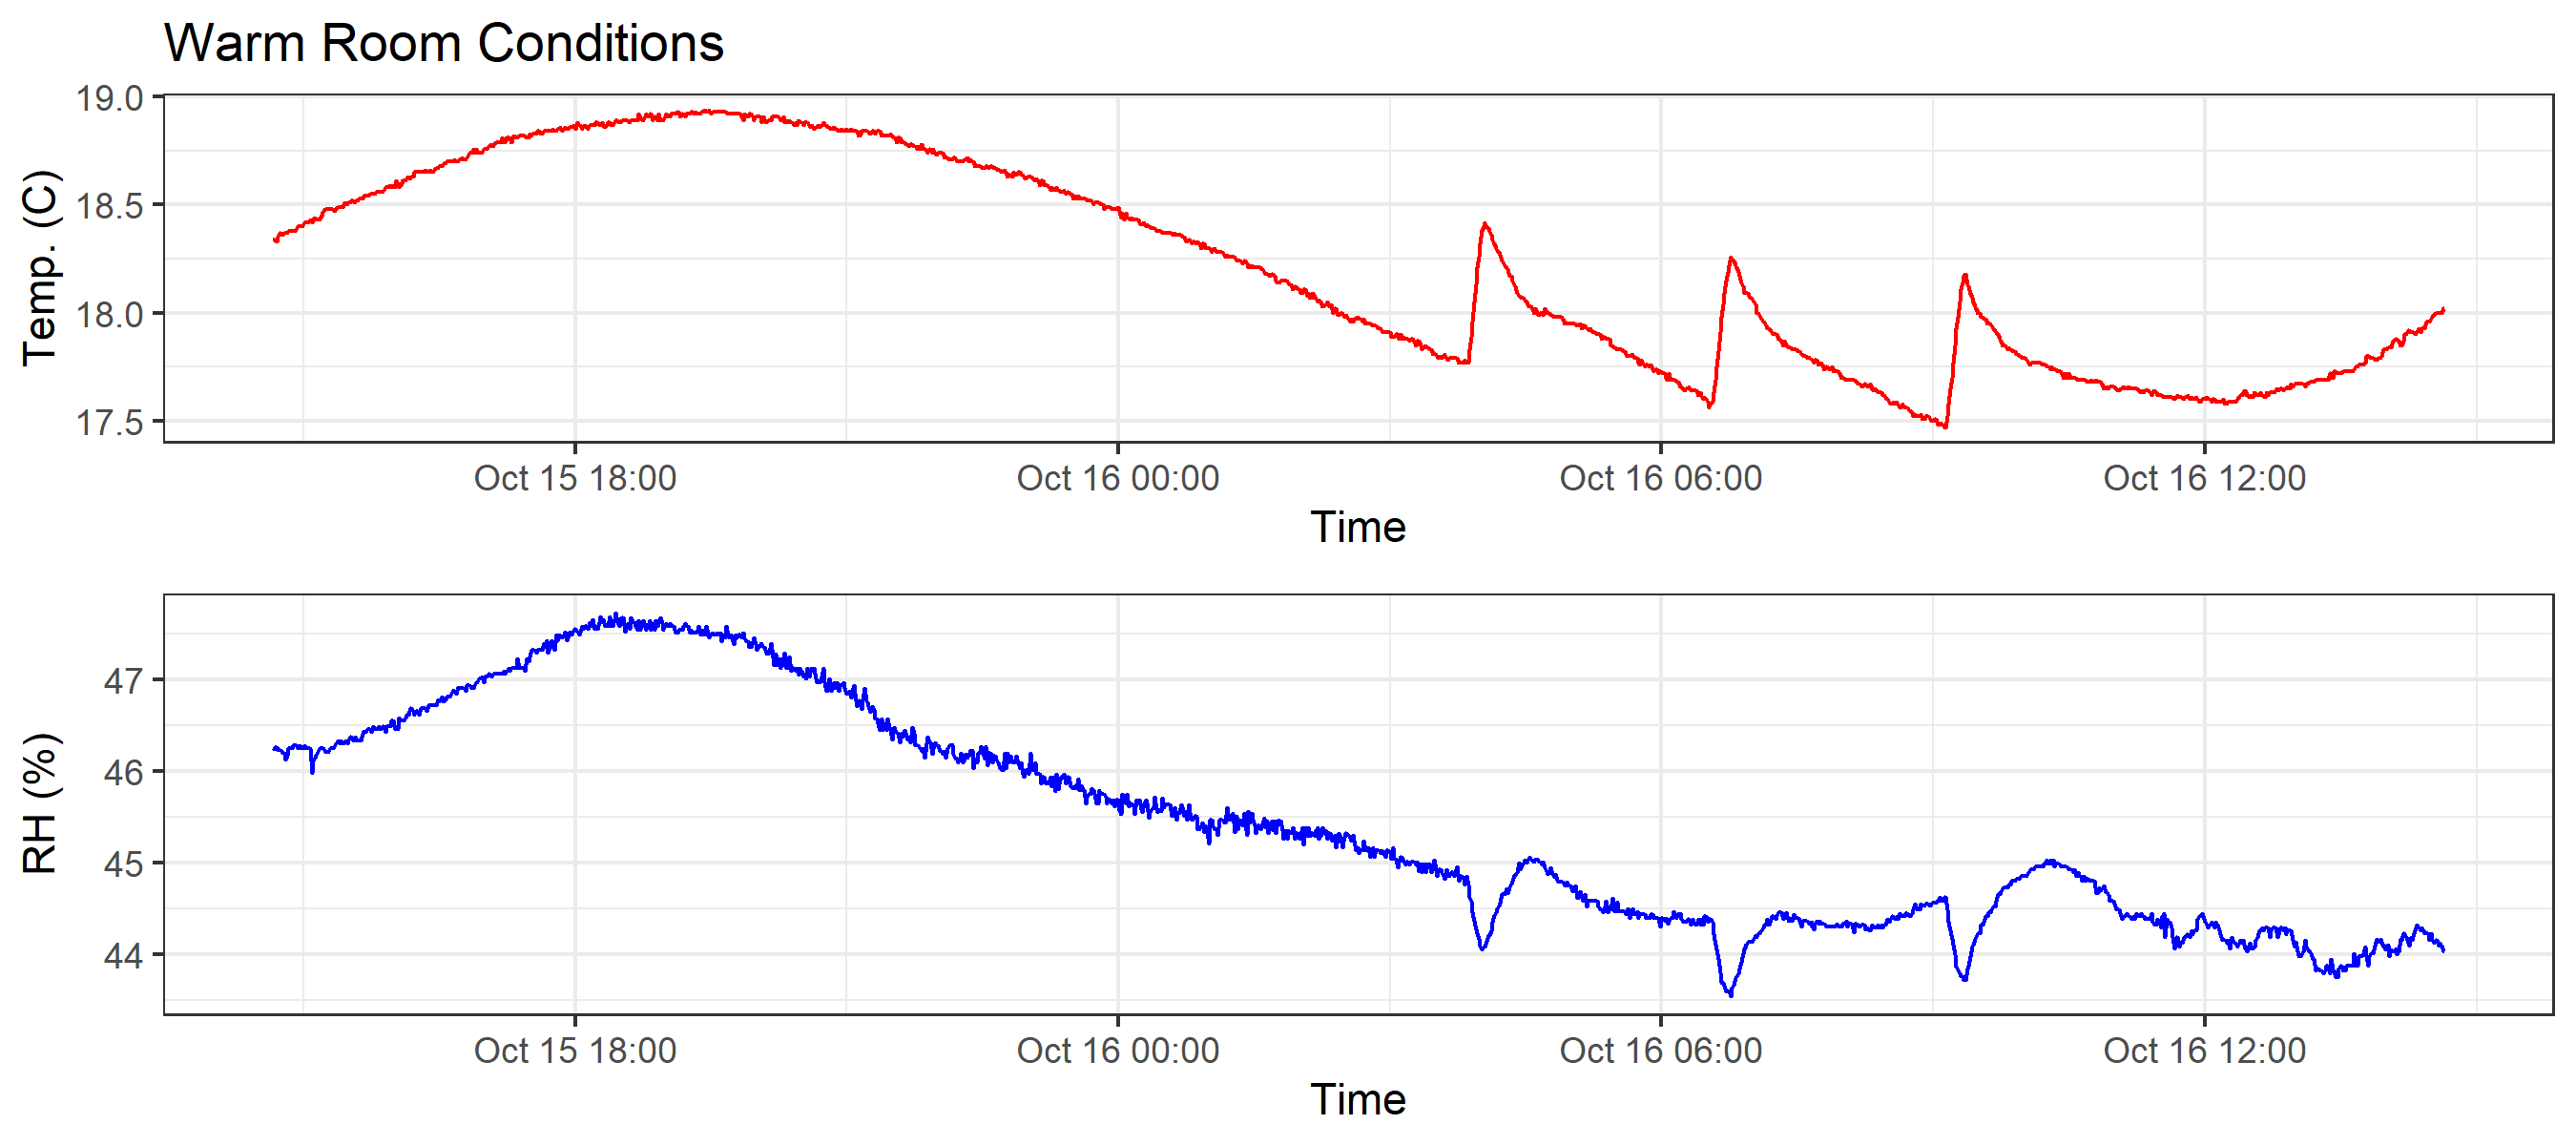 Warm Room Conditions
19.0
18.5
18.0
17.5
Temp. (C)
Oct 15 18:00 Oct 16 00:00 Oct 16 06:00 Oct 16 12:00
Time
47
46
45
44
RH (%)
Oct 15 18:00 Oct 16 00:00 Oct 16 06:00 Oct 16 12:00
Time